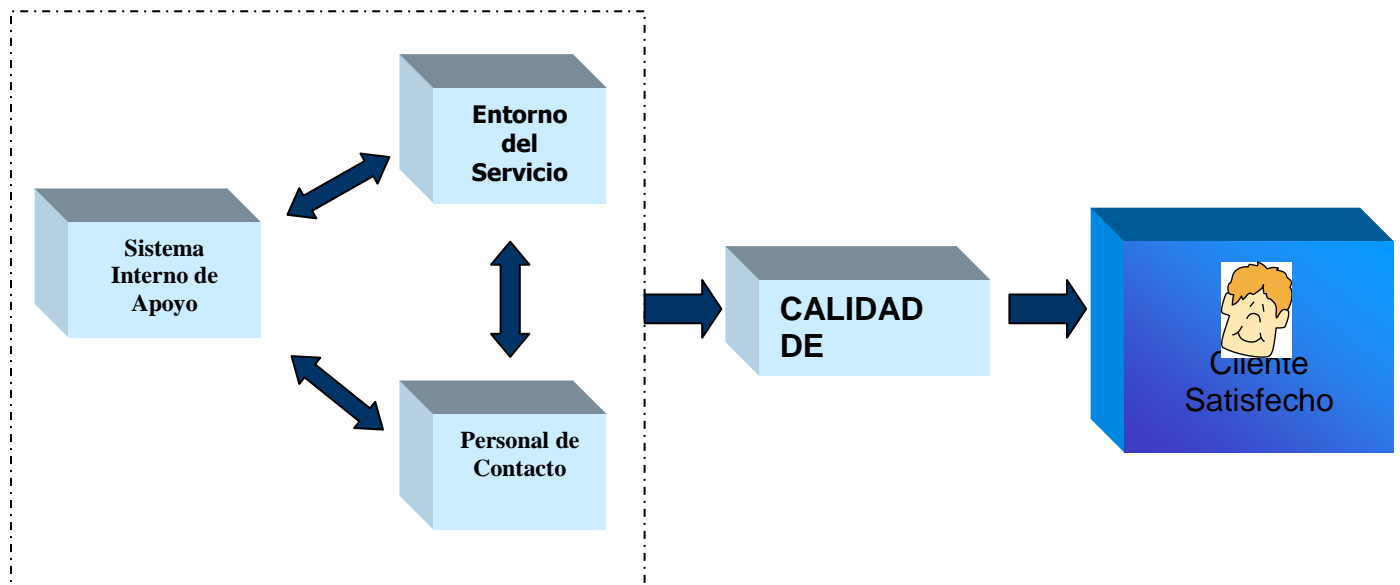 Entorno
del
Servicio
Sistema
Interno de
Apoyo
Personal de
Contacto
CALIDAD
DE
Cliente
Satisfecho